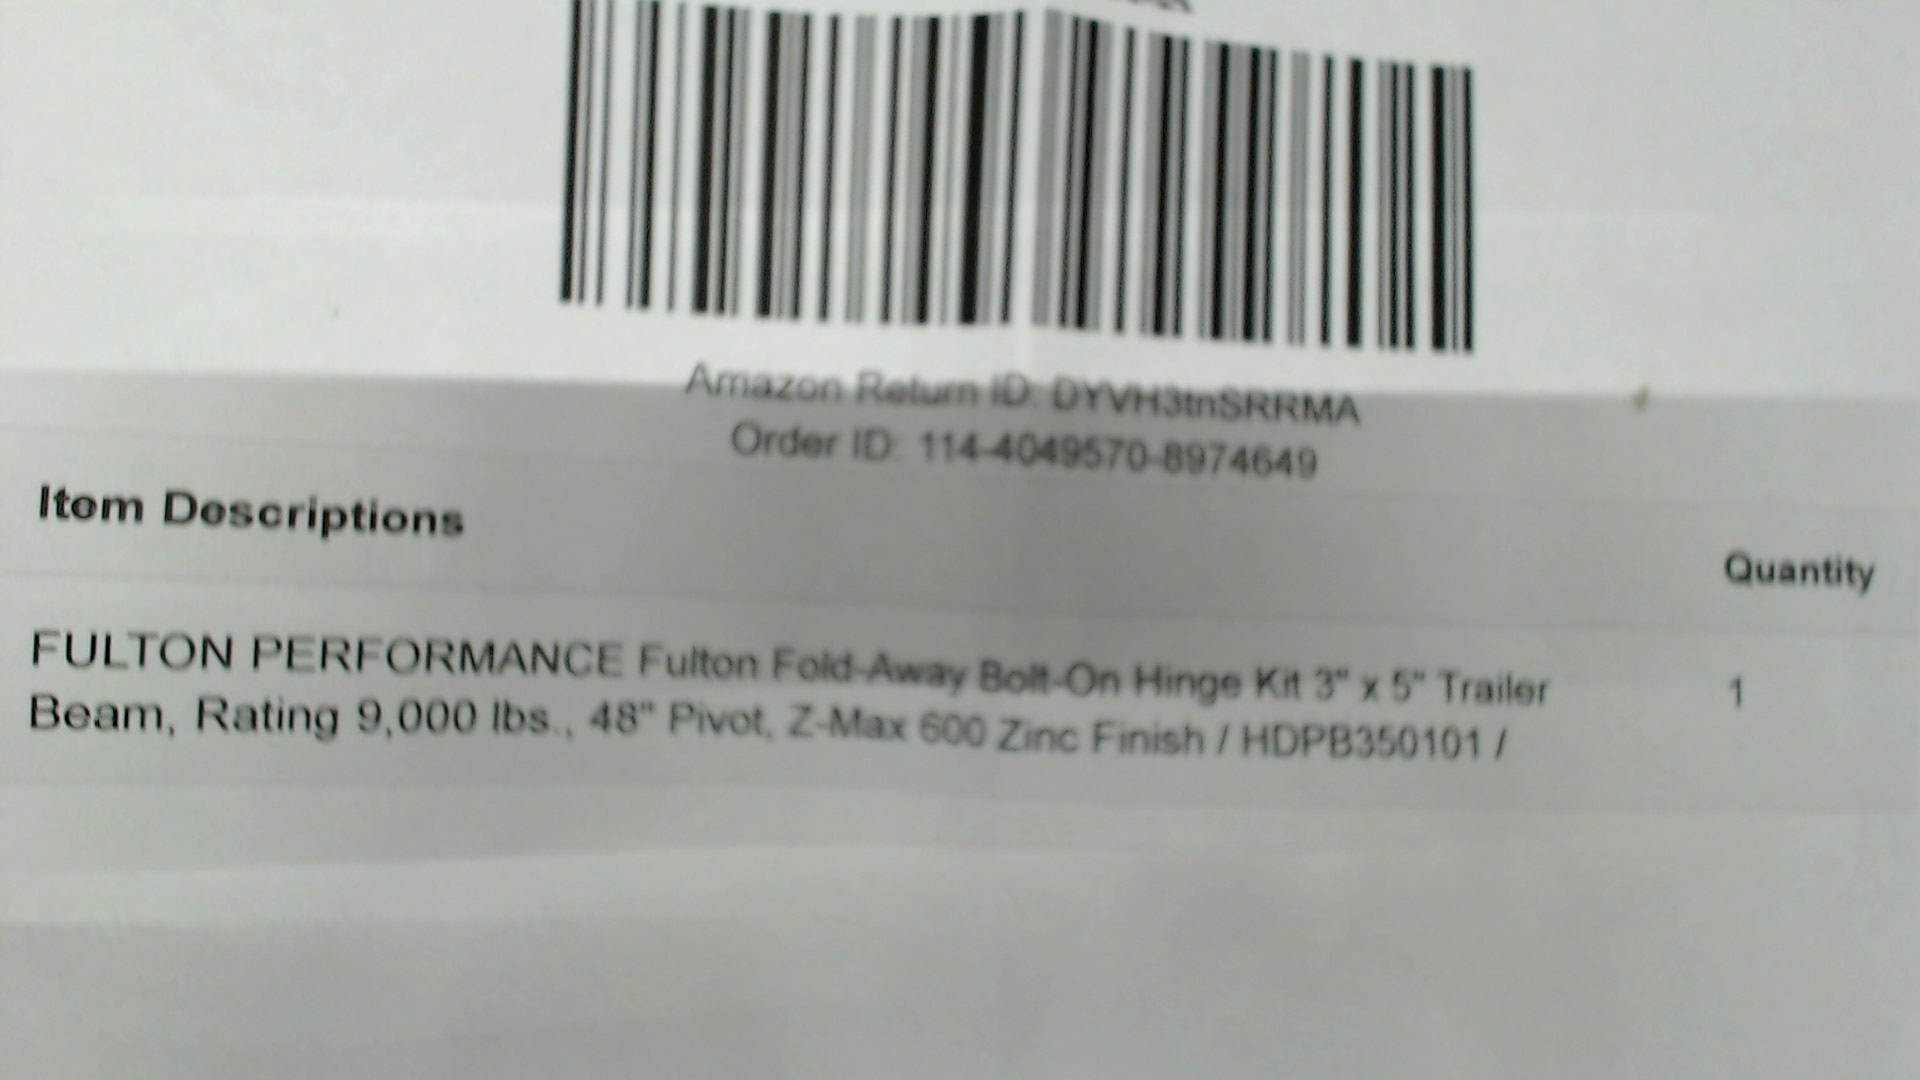 Amazon Return ID: DYVH3tnSRRMA
Order ID: 114-4049570-8974649
Item Descriptions
Quantity
FULTON PERFORMANCE Fulton Fold-Away Bolt-On Hinge Kit 3" x 5" Trailer
1
Beam, Rating 9,000 lbs., 48" Pivot, Z-Max 600 Zinc Finish / HDPB350101 /